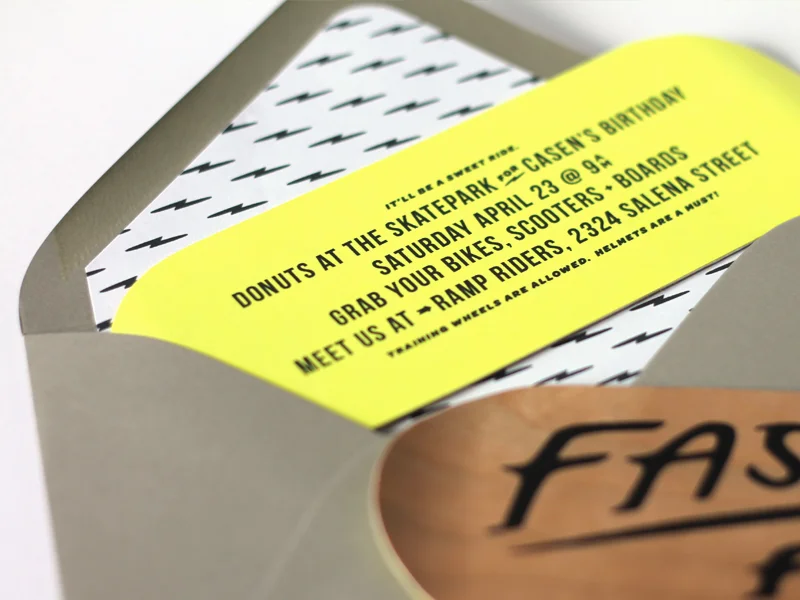 IT'LL BE A SWEET RIDE.
DONUTS AT THE SKATEPARK FOR CASEN'S BIRTHDAY
SATURDAY APRIL 23 @ 9A
GRAB YOUR BIKES, SCOOTERS + BOARDS
MEET US AT ➨ RAMP RIDERS, 2324 SALENA STREET
TRAINING WHEELS ARE ALLOWED. HELMETS ARE A MUST!
FAS